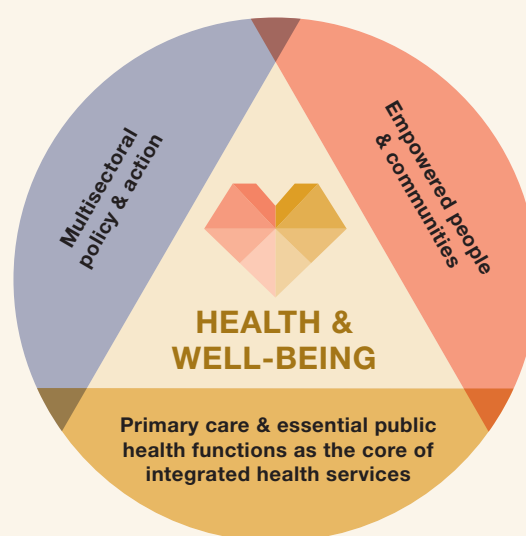 Multisectoral
policy & action
Empowered people
& communities
HEALTH &
WELL-BEING
Primary care & essential public
health functions as the core of
integrated health services